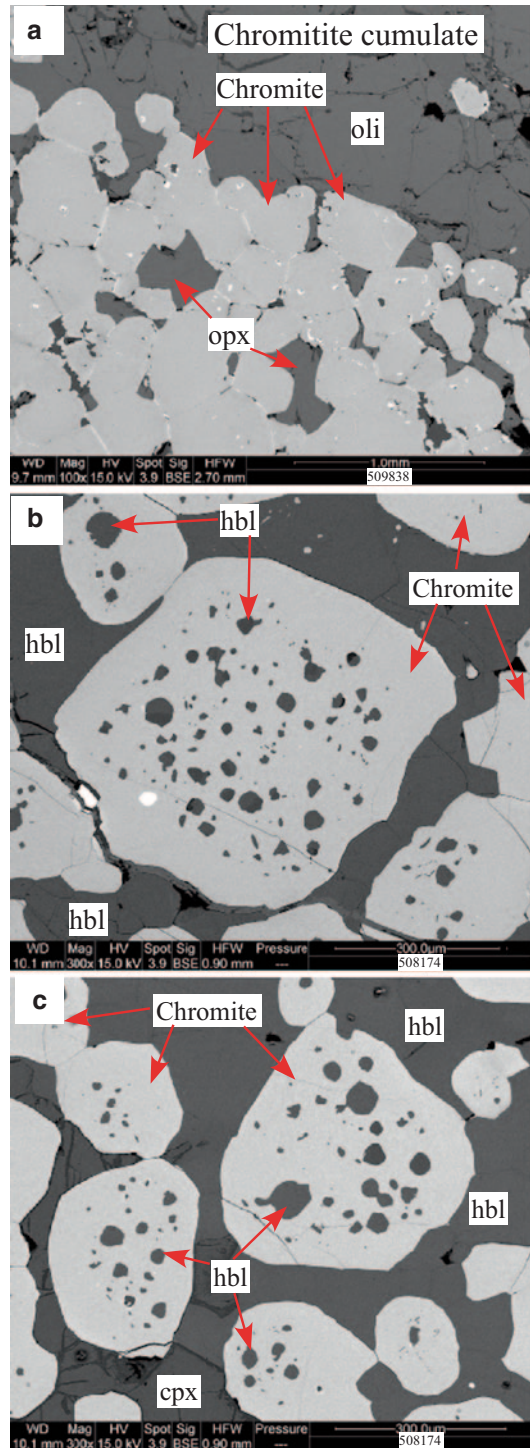 a
Chromitite cumulate
Chromite
oli
opx
WD Mag HV Spot Sig HFW 1.0mm
9.7 mm 100x 15.0 kV 3.9 BSE 2.70 mm 509838
b
hbl
Chromite
hbl
hbl
WD Mag HV Spot Sig HFW Pressure 300.0µm
10.1 mm 300x 15.0 kV 3.9 BSE 0.90 mm --- 508174
c
Chromite
hbl
hbl
hbl
cpx
WD Mag HV Spot Sig HFW Pressure 300.0µm
10.1 mm 300x 15.0 kV 3.9 BSE 0.90 mm --- 508174